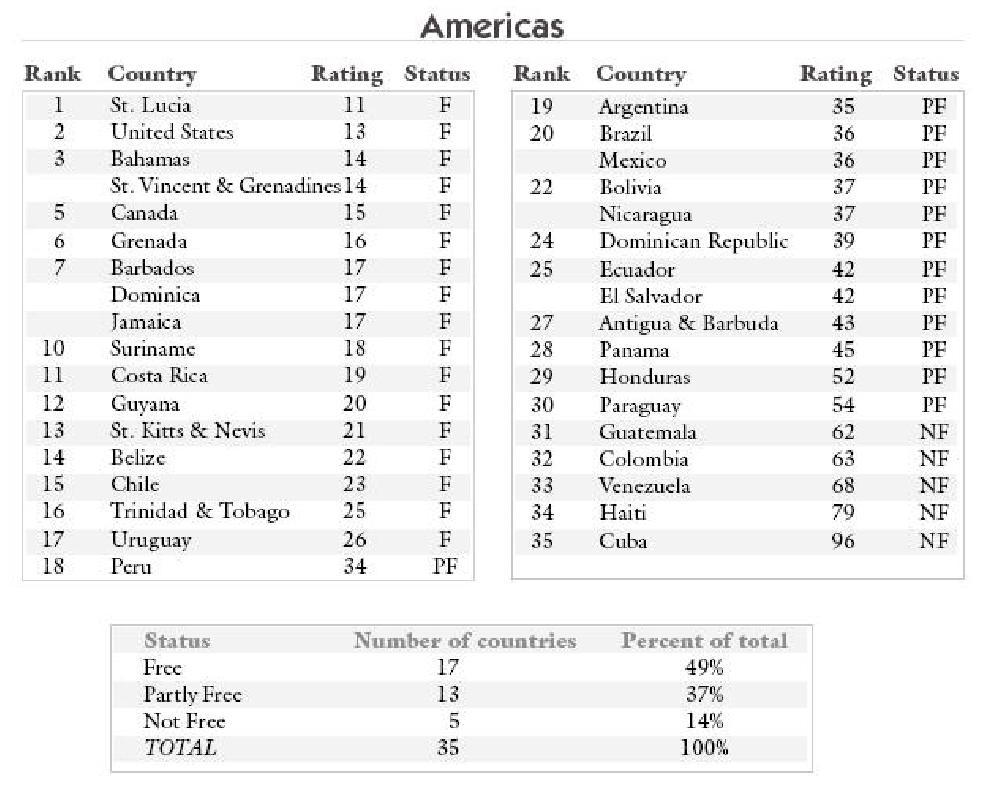 Americas
Rank Country Rating Status
1 St. Lucia 11 F
2 United States 13 F
3 Bahamas 14 F
St. Vincent & Grenadines 14 F
5 Canada 15 F
6 Grenada 16 F
7 Barbados 17 F
Dominica 17 F
Jamaica 17 F
10 Suriname 18 F
11 Costa Rica 19 F
12 Guyana 20 F
13 St. Kitts & Nevis 21 F
14 Belize 22 F
15 Chile 23 F
16 Trinidad & Tobago 25 F
17 Uruguay 26 F
18 Peru 34 PF
Rank Country Rating Status
19 Argentina 35 PF
20 Brazil 36 PF
Mexico 36 PF
22 Bolivia 37 PF
Nicaragua 37 PF
24 Dominican Republic 39 PF
25 Ecuador 42 PF
El Salvador 42 PF
27 Antigua & Barbuda 43 PF
28 Panama 45 PF
29 Honduras 52 PF
30 Paraguay 54 PF
31 Guatemala 62 NF
32 Colombia 63 NF
33 Venezuela 68 NF
34 Haiti 79 NF
35 Cuba 96 NF
Status Number of countries Percent of total
Free 17 49%
Partly Free 13 37%
Not Free 5 14%
TOTAL 35 100%